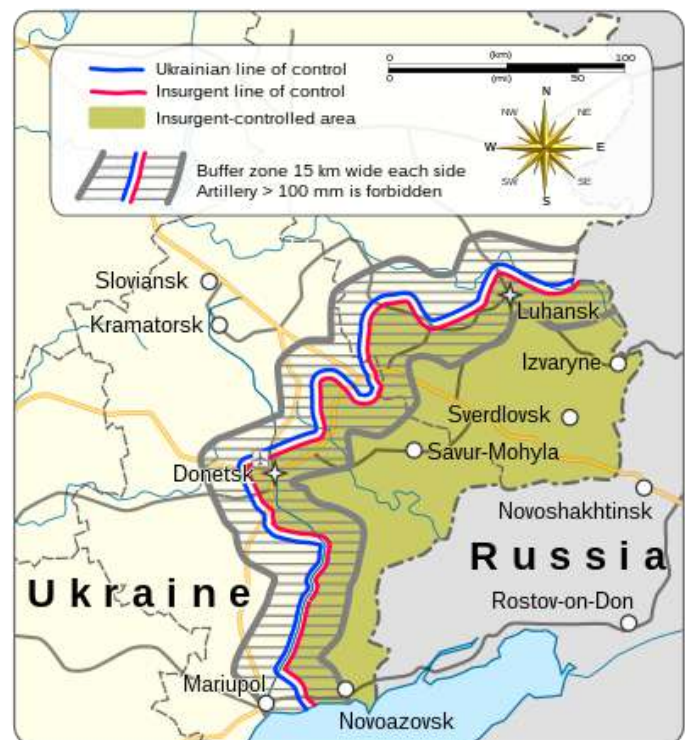 0 (km) 100
0 (mi) 50
Ukrainian line of control
Insurgent line of control
Insurgent-controlled area
Buffer zone 15 km wide each side
Artillery > 100 mm is forbidden
N
NW NE
W E
SW SE
S
Sloviansk
Kramatorsk
Luhansk
Izvaryne
Sverdlovsk
Savur-Mohyla
Donetsk
Novoshakhtinsk
Russia
Ukraine
Rostov-on-Don
Mariupol
Novoazovsk